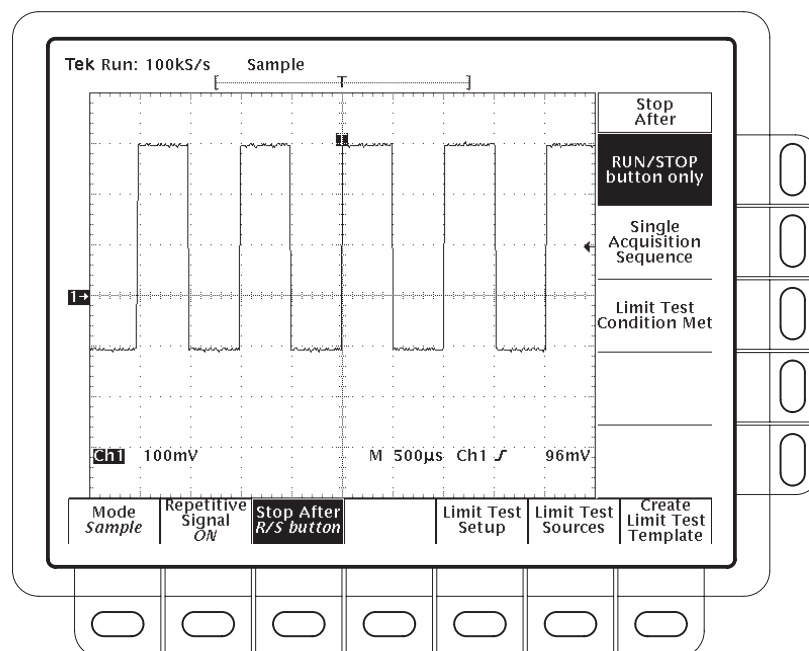 Tek Run: 100kS/s Sample
T
T
Stop
After
RUN/STOP
button only
Single
Acquisition
Sequence
Limit Test
Condition Met
1→
Ch1 100mV M 500µs Ch1 96mV
Mode
Sample
Repetitive
Signal
ON
Stop After
R/S button
Limit Test
Setup
Limit Test
Sources
Create
Limit Test
Template